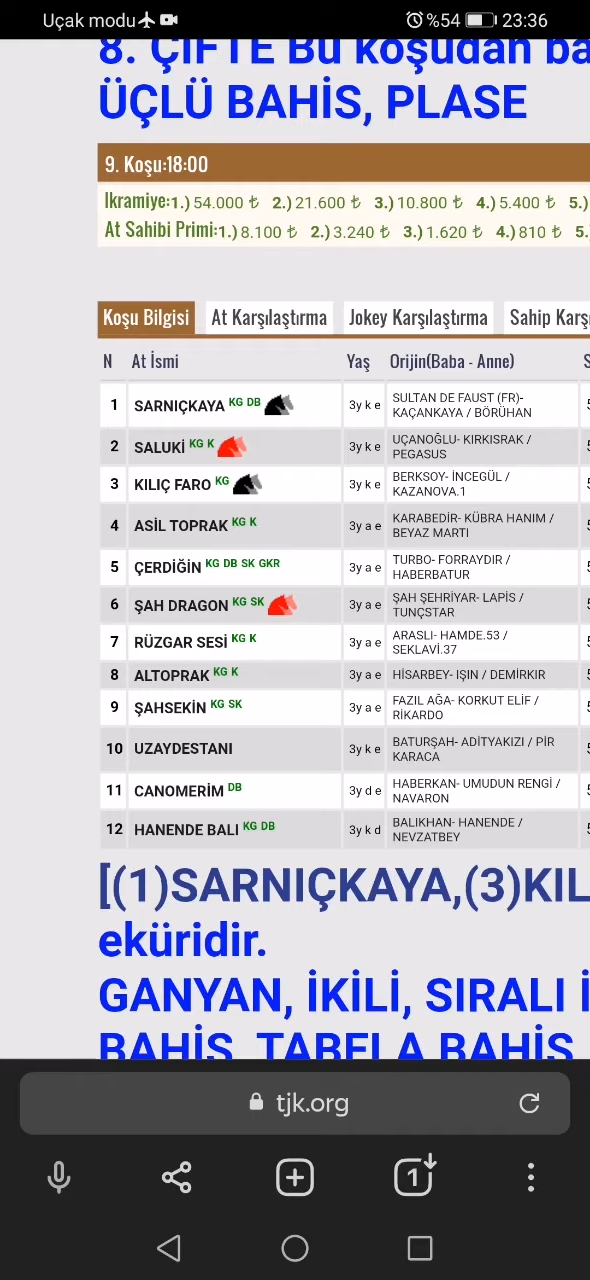 Uçak modu %54 23:36
8. ÇİFTE Bu koşudan ba
ÜÇLÜ BAHİS, PLASE
9. Koşu:18:00
Ikramiye:1.) 54.000 ₺ 2.) 21.600 ₺ 3.) 10.800 ₺ 4.) 5.400 ₺ 5.)
At Sahibi Primi:1.) 8.100 ₺ 2.) 3.240 ₺ 3.) 1.620 ₺ 4.) 810 ₺ 5.
Koşu Bilgisi At Karşılaştırma Jokey Karşılaştırma Sahip Karşı
N At İsmi Yaş Orijin(Baba - Anne) S
1 SARNIÇKAYA KG DB 3y k e SULTAN DE FAUST (FR)-
KAÇANKAYA / BÖRÜHAN
2 SALUKİ KG K 3y k e UÇANOĞLU- KIRKISRAK /
PEGASUS
3 KILIÇ FARO KG 3y k e BERKSOY- İNCEGÜL /
KAZANOVA.1
4 ASİL TOPRAK KG K 3y a e KARABEDİR- KÜBRA HANIM /
BEYAZ MARTI
5 ÇERDİĞİN KG DB SK GKR 3y a e TURBO- FORRAYDIR /
HABERBATUR
6 ŞAH DRAGON KG SK 3y a e ŞAH ŞEHRİYAR- LAPİS /
TUNÇSTAR
7 RÜZGAR SESİ KG K 3y a e ARASLI- HAMDE.53 /
SEKLAVİ.37
8 ALTOPRAK KG K 3y a e HİSARBEY- IŞIN / DEMİRKIR
9 ŞAHSEKİN KG SK 3y a e FAZIL AĞA- KORKUT ELİF /
RİKARDO
10 UZAYDESTANI 3y k e BATURŞAH- ADİTYAKIZI / PİR
KARACA
11 CANOMERİM DB 3y d e HABERKAN- UMUDUN RENGİ /
NAVARON
12 HANENDE BALI KG DB 3y k d BALIKHAN- HANENDE /
NEVZATBEY
[(1)SARNIÇKAYA,(3)KIL
eküridir.
GANYAN, İKİLİ, SIRALI İ
BAHİS, TABELA BAHİS
tjk.org
1